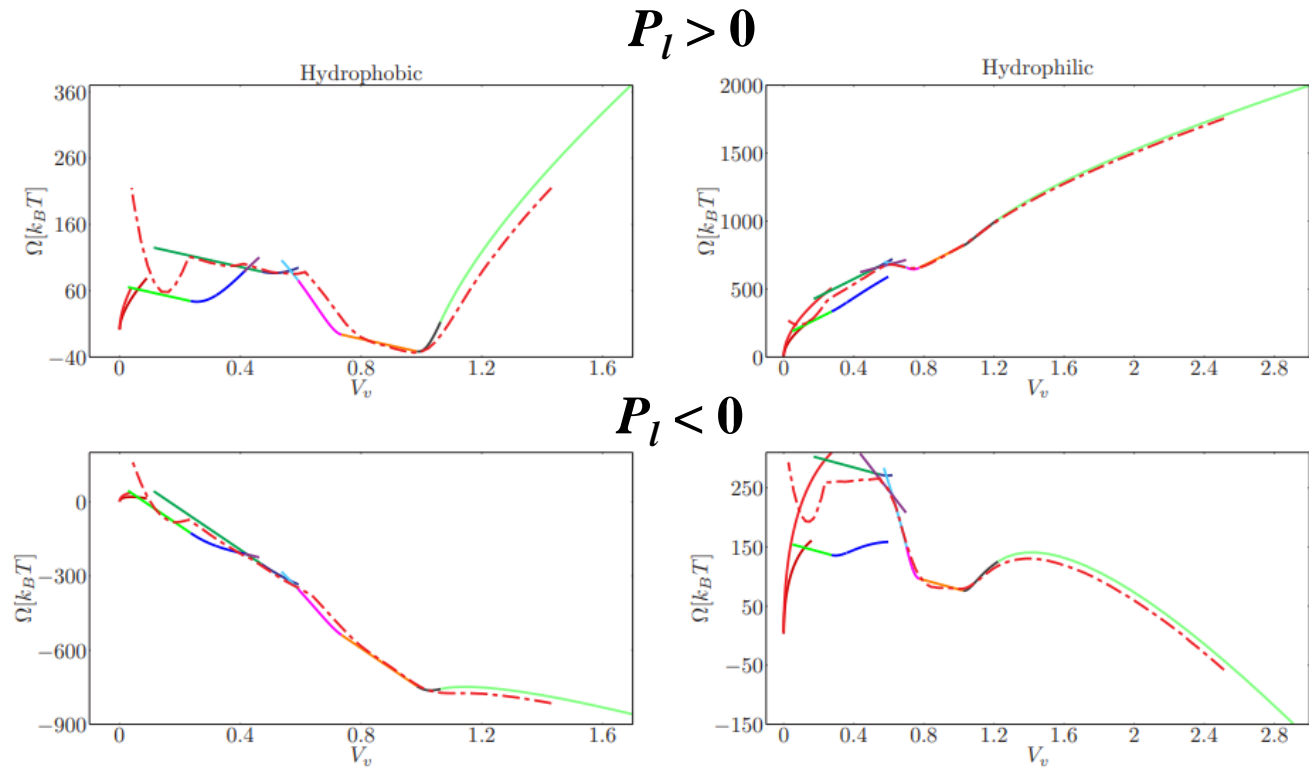 P_l > 0
Hydrophobic
Hydrophilic
360
260
160
60
−40
Ω[k_BT]
0 0.4 0.8 1.2 1.6
V_v
2000
1500
1000
500
0
Ω[k_BT]
0 0.4 0.8 1.2 1.6 2 2.4 2.8
V_v
P_l < 0
0
−300
−600
−900
Ω[k_BT]
0 0.4 0.8 1.2 1.6
V_v
250
150
50
−50
−150
Ω[k_BT]
0 0.4 0.8 1.2 1.6 2 2.4 2.8
V_v